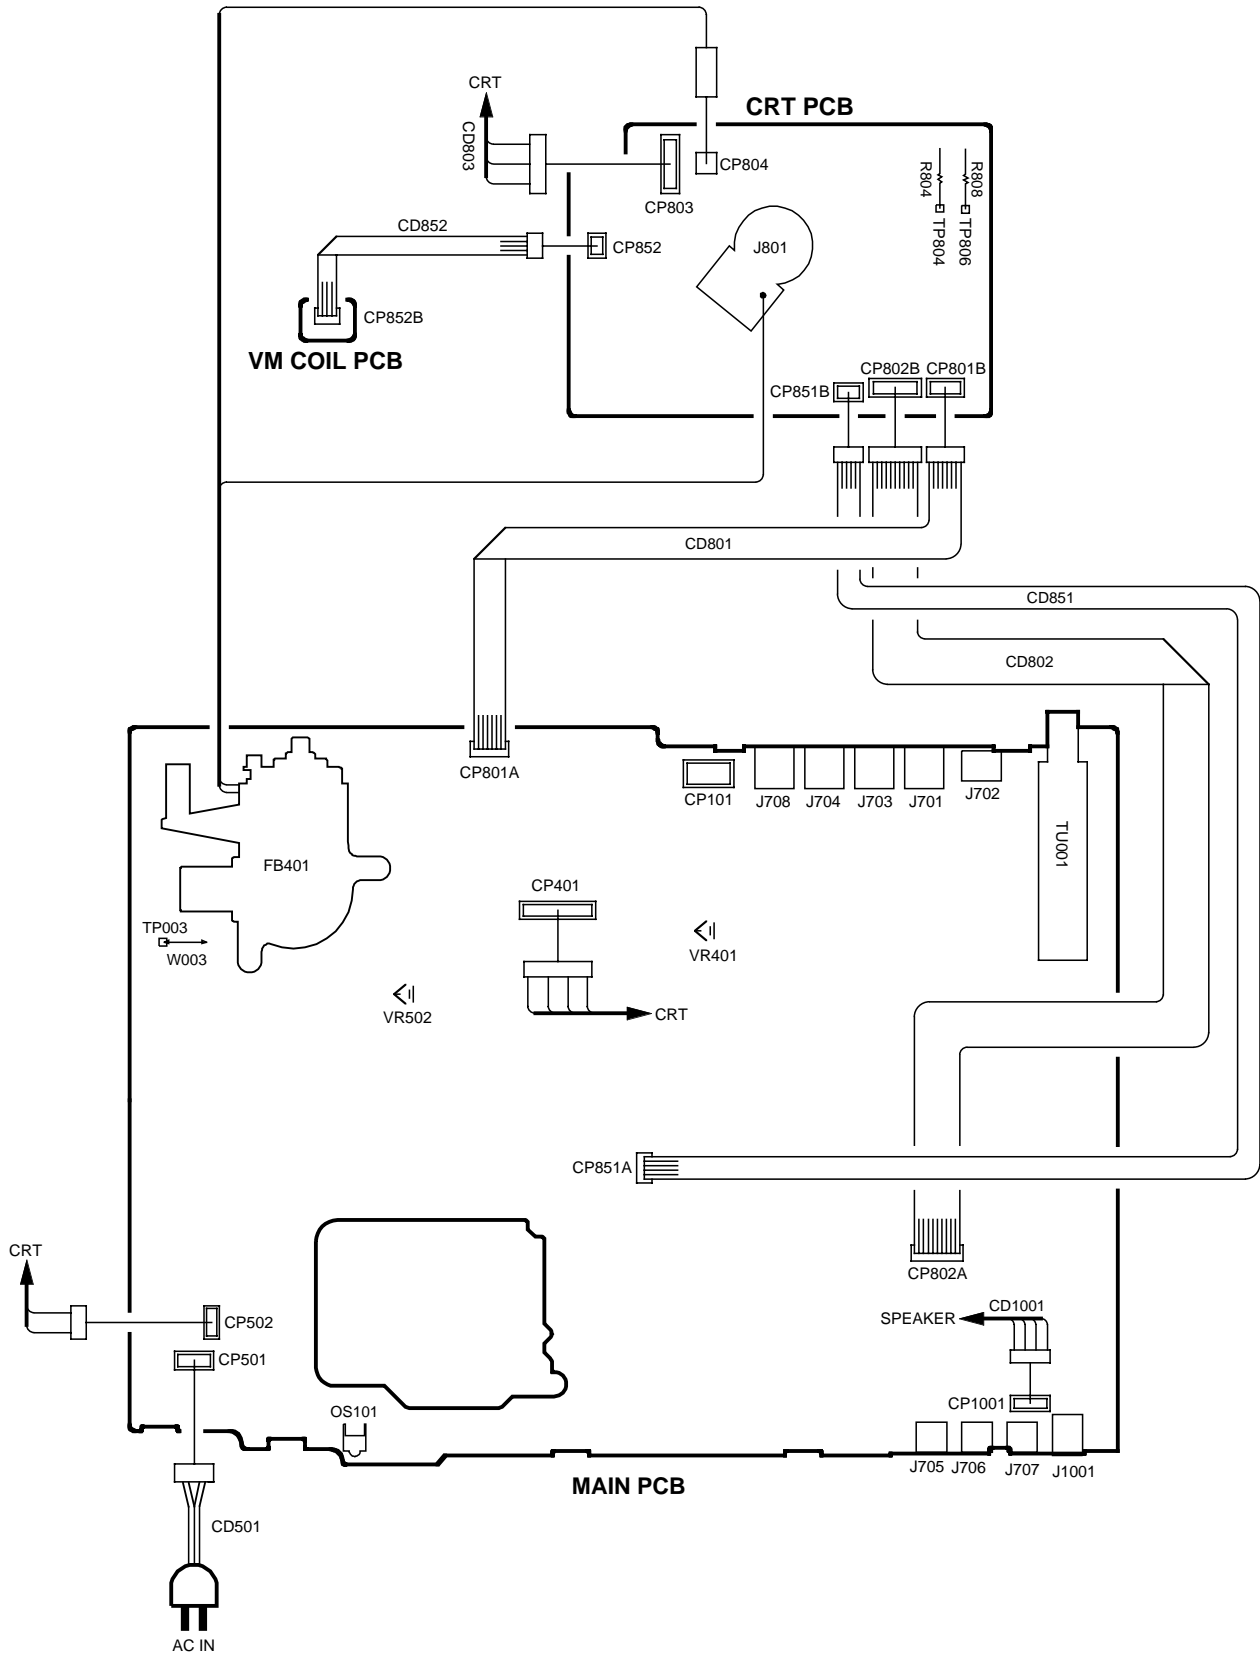 CRT
CRT PCB
CD803
CP804
CP803
R804
R808
TP804
TP806
CD852
CP852
J801
CP852B
VM COIL PCB
CP851B
CP802B
CP801B
CD801
CD851
CD802
CP801A
CP101
J708
J704
J703
J701
J702
TU001
FB401
CP401
TP003
W003
VR401
VR502
CRT
CP851A
CRT
CP802A
CP502
SPEAKER
CD1001
CP501
CP1001
OS101
J705
J706
J707
J1001
MAIN PCB
CD501
AC IN